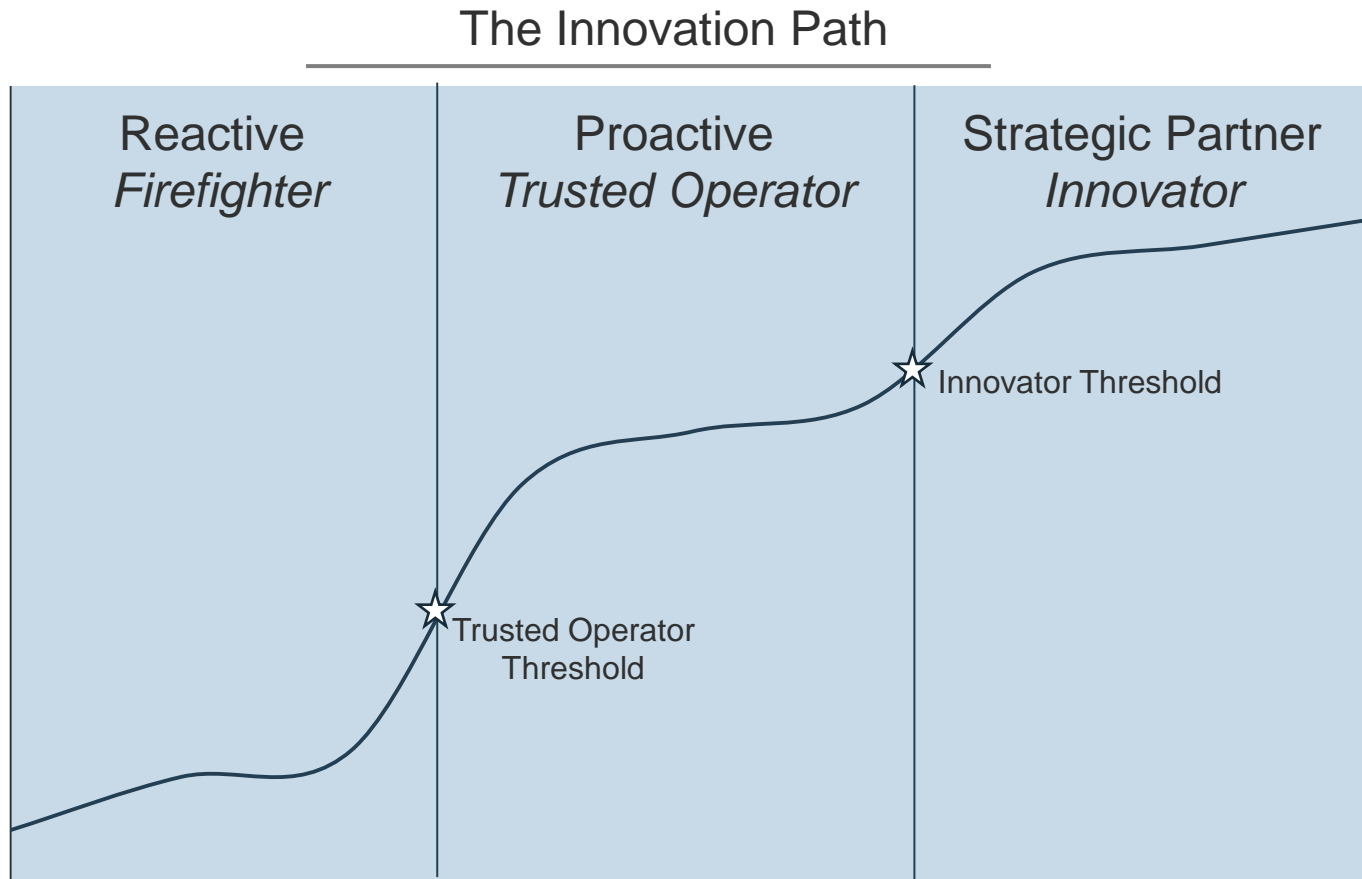 The Innovation Path
Reactive
Firefighter
Proactive
Trusted Operator
Strategic Partner
Innovator
Innovator Threshold
Trusted Operator
Threshold